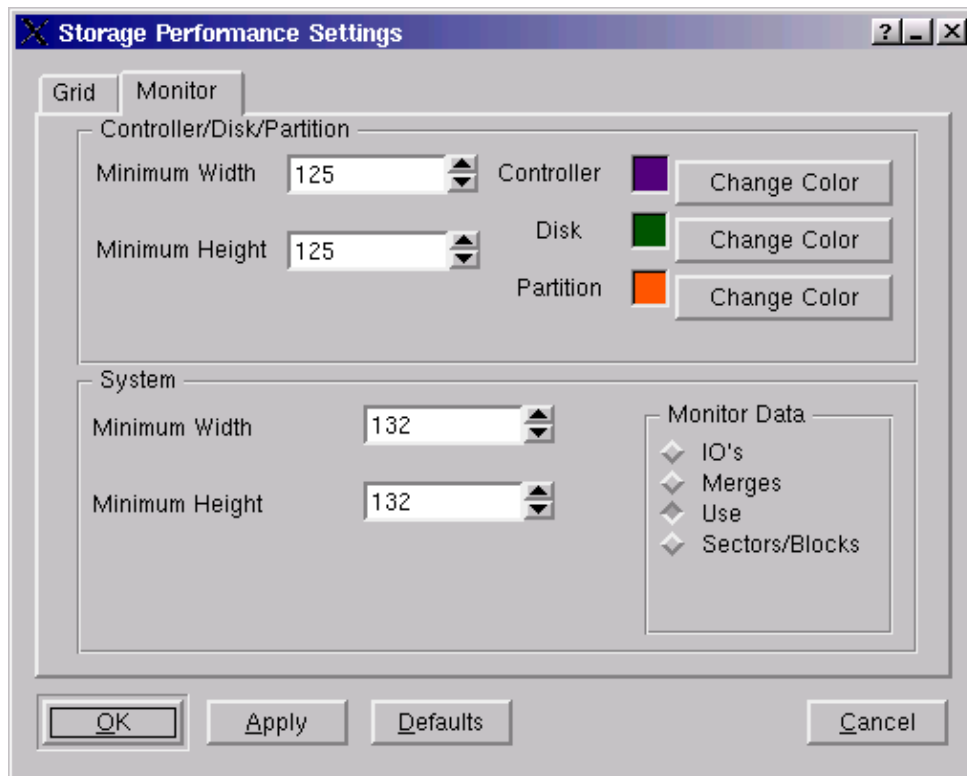 Storage Performance Settings
Grid
Monitor
Controller/Disk/Partition
Minimum Width
125
Controller
Change Color
Disk
Change Color
Minimum Height
125
Partition
Change Color
System
Minimum Width
132
Minimum Height
132
Monitor Data
IO's
Merges
Use
Sectors/Blocks
OK
Apply
Defaults
Cancel